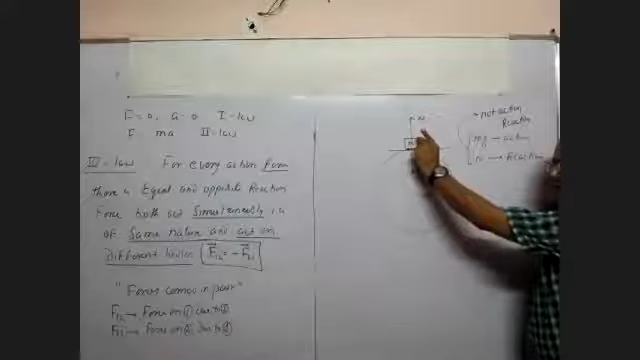 F = 0, a = 0 I - law
F ma II - law
III - law For every action force
there is Equal and opposite Reaction
Force both act Simultaneously is
of Same nature and act on
different bodies F₁₂ = - F₂₁
"Forces comes in pair"
F₁₂ → Force on ① due to ②
F₂₁ → Force on ② due to ①
N
→ not action
Reaction
mg → action
N → Reaction